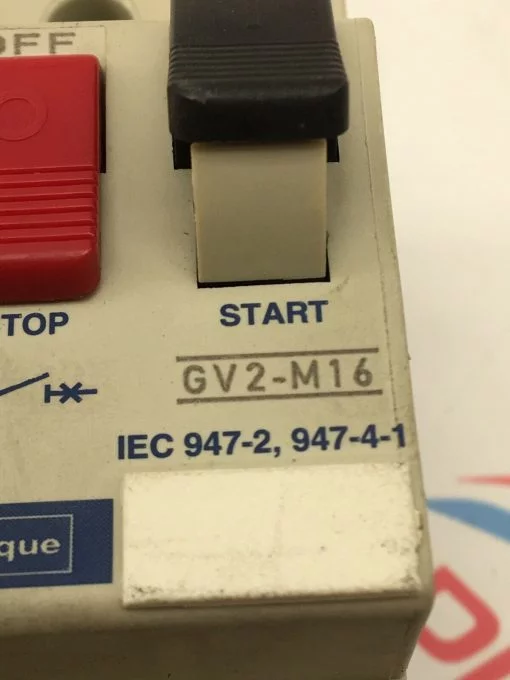 OFF
TOP
START
GV2-M16
IEC 947-2, 947-4-1
que